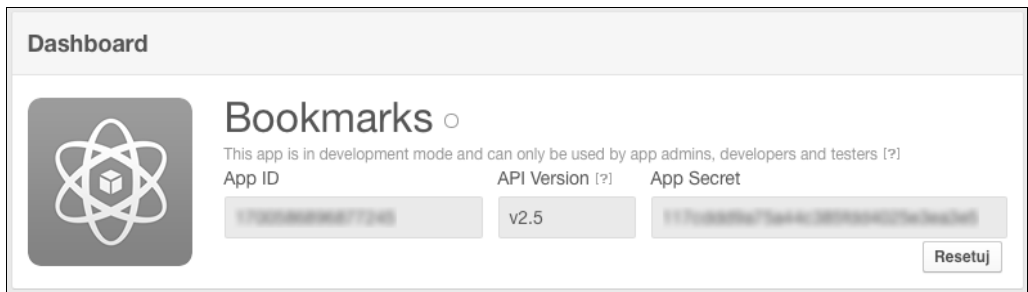 Dashboard
Bookmarks
This app is in development mode and can only be used by app admins, developers and testers [?]
App ID
API Version [?]
App Secret
v2.5
Resetuj